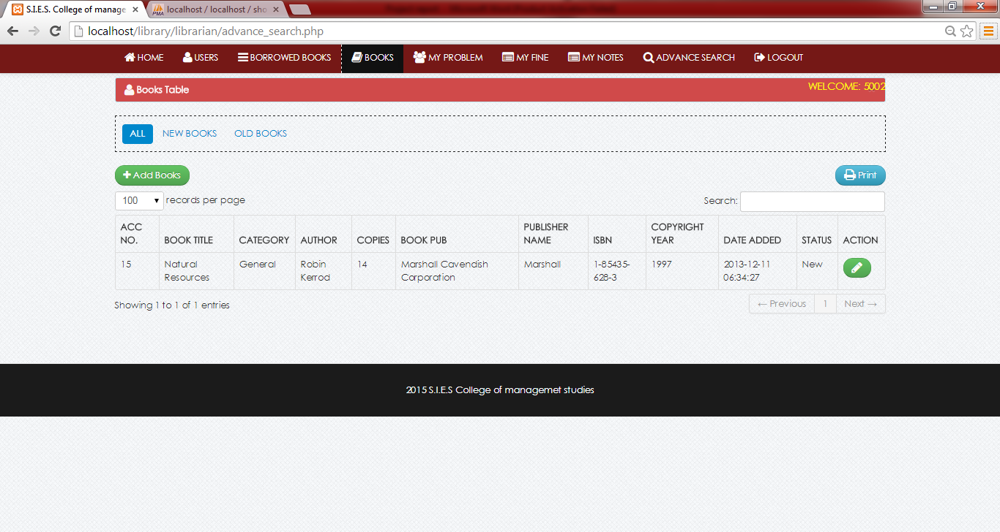 S.I.E.S. College of manage
localhost / localhost / sho
localhost/library/librarian/advance_search.php
HOME USERS BORROWED BOOKS BOOKS MY PROBLEM MY FINE MY NOTES ADVANCE SEARCH LOGOUT
Books Table WELCOME: 5002
ALL NEW BOOKS OLD BOOKS
Add Books Print
100 records per page Search:
ACC NO. BOOK TITLE CATEGORY AUTHOR COPIES BOOK PUB PUBLISHER NAME ISBN COPYRIGHT YEAR DATE ADDED STATUS ACTION
15 Natural Resources General Robin Kerrod 14 Marshall Cavendish Corporation Marshall 1-85435-628-3 1997 2013-12-11 06:34:27 New
Showing 1 to 1 of 1 entries ← Previous 1 Next →
2015 S.I.E.S College of managemet studies